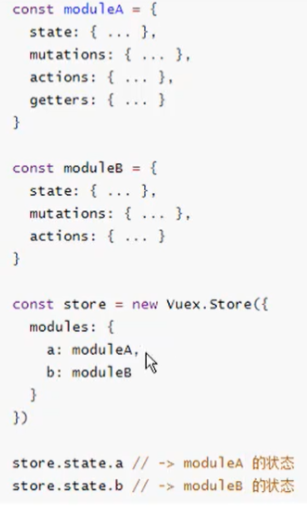 const moduleA = {
  state: { ... },
  mutations: { ... },
  actions: { ... },
  getters: { ... }
}

const moduleB = {
  state: { ... },
  mutations: { ... },
  actions: { ... }
}

const store = new Vuex.Store({
  modules: {
    a: moduleA,
    b: moduleB
  }
})

store.state.a // -> moduleA 的状态
store.state.b // -> moduleB 的状态